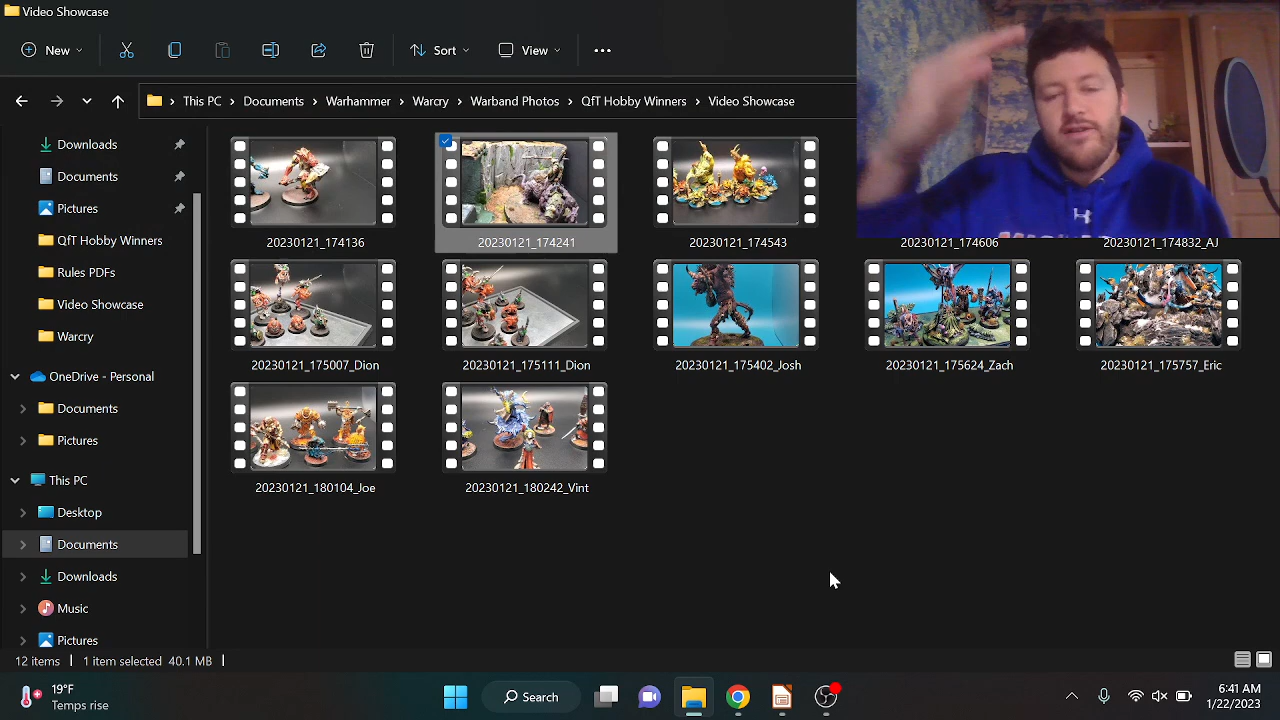 Video Showcase
New
Sort
View
This PC
Documents
Warhammer
Warcry
Warband Photos
QfT Hobby Winners
Video Showcase
Downloads
Documents
Pictures
QfT Hobby Winners
Rules PDFs
Video Showcase
Warcry
OneDrive - Personal
Documents
Pictures
This PC
Desktop
Documents
Downloads
Music
Pictures
20230121_174136
20230121_174241
20230121_174543
20230121_174606
20230121_174832_AJ
20230121_175007_Dion
20230121_175111_Dion
20230121_175402_Josh
20230121_175624_Zach
20230121_175757_Eric
20230121_180104_Joe
20230121_180242_Vint
12 items
1 item selected 40.1 MB
19°F
Temp rise
Search
6:41 AM
1/22/2023